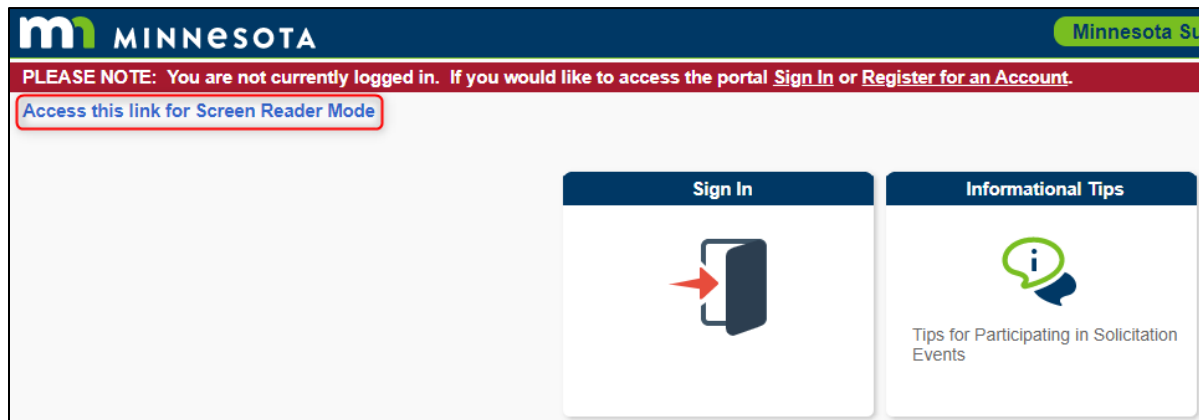 MINNESOTA
Minnesota
PLEASE NOTE: You are not currently logged in. If you would like to access the portal Sign In or Register for an Account.
Access this link for Screen Reader Mode
Sign In
Informational Tips
Tips for Participating in Solicitation
Events